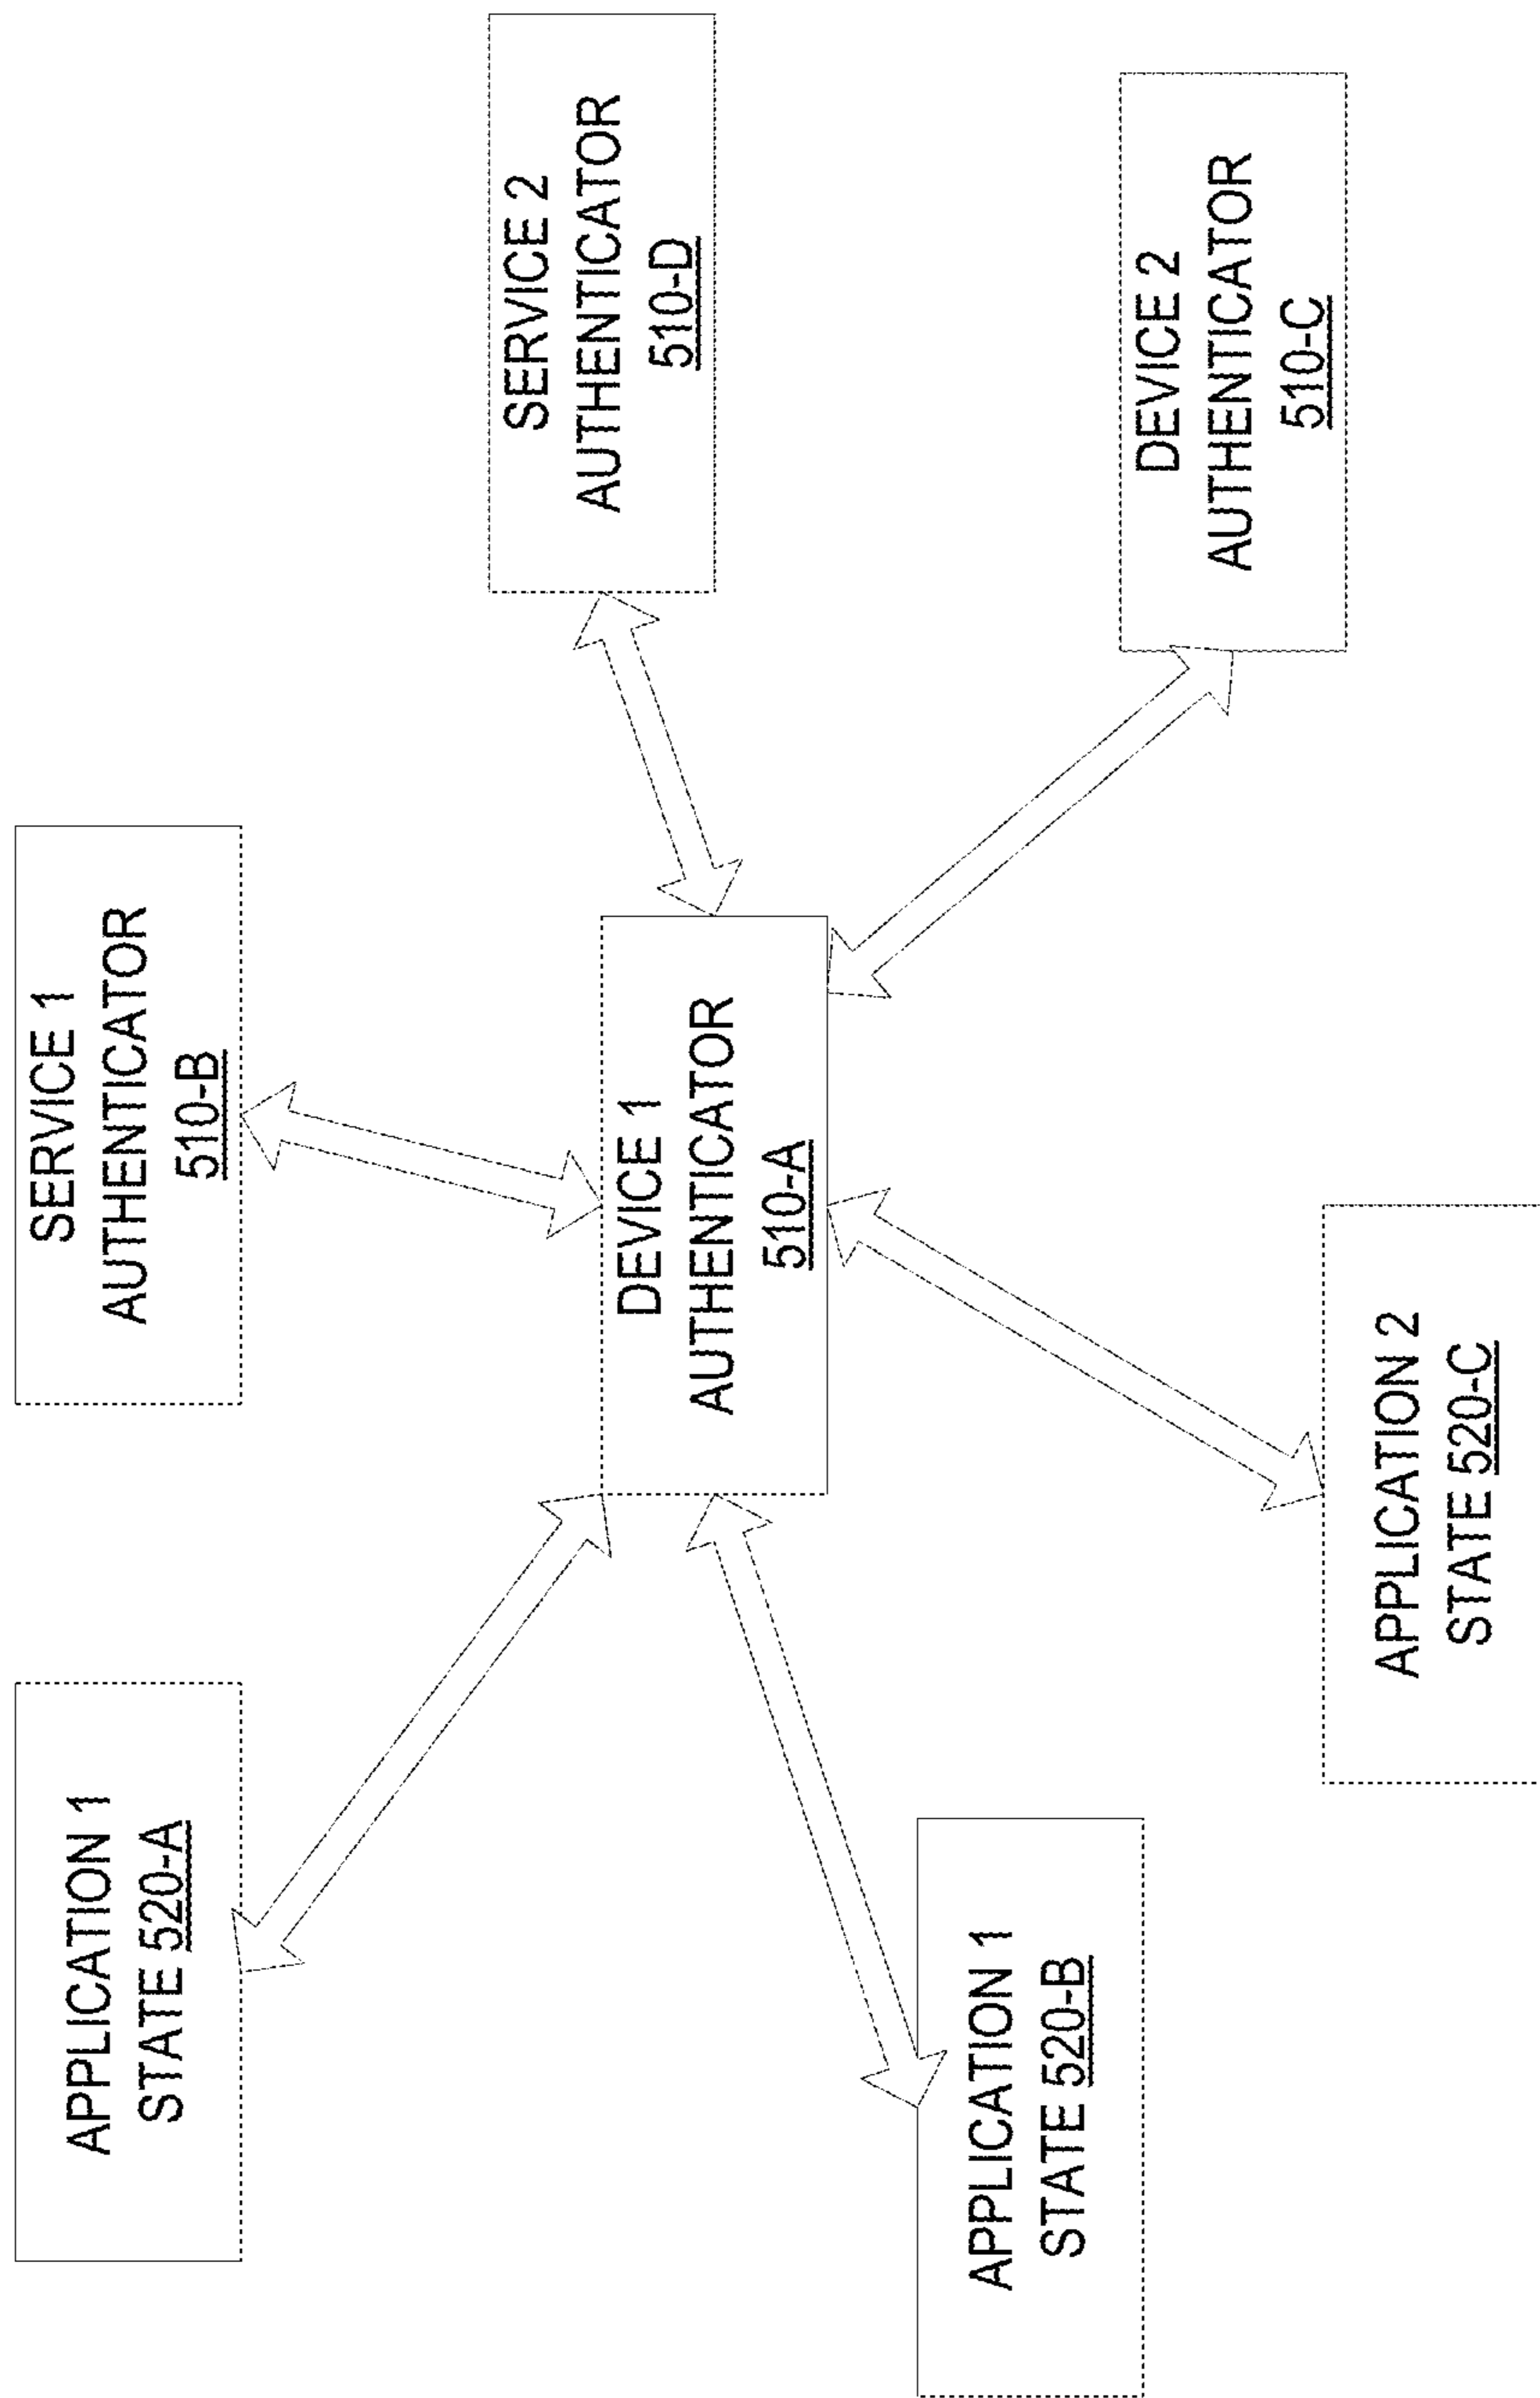 APPLICATION 1
STATE 520-A
SERVICE 1
AUTHENTICATOR
510-B
SERVICE 2
AUTHENTICATOR
510-D
DEVICE 1
AUTHENTICATOR
510-A
APPLICATION 1
STATE 520-B
DEVICE 2
AUTHENTICATOR
510-C
APPLICATION 2
STATE 520-C